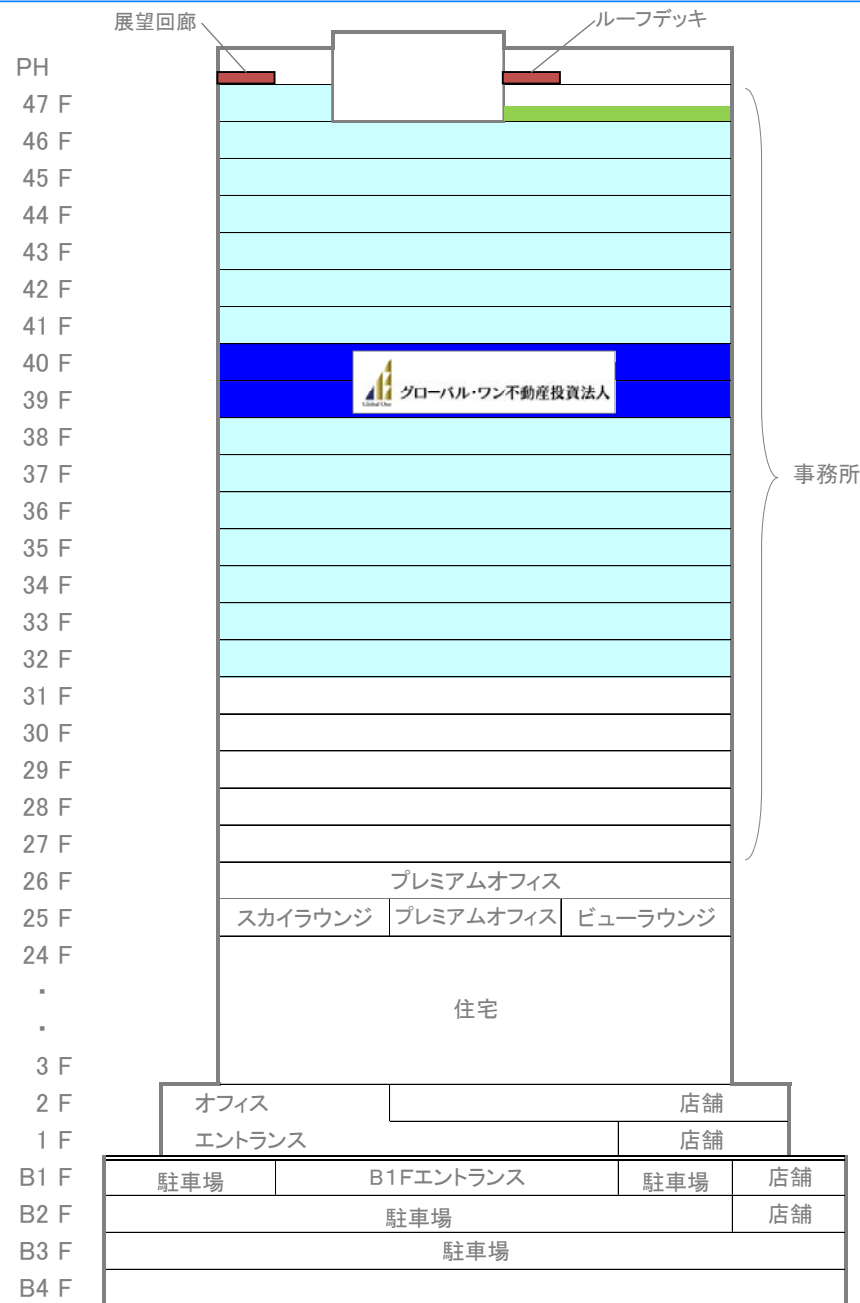 展望回廊 ルーフデッキ
PH
47 F
46 F
45 F
44 F
43 F
42 F
41 F
40 F
39 F
Global One グローバル・ワン不動産投資法人
38 F
37 F 事務所
36 F
35 F
34 F
33 F
32 F
31 F
30 F
29 F
28 F
27 F
26 F プレミアムオフィス
25 F スカイラウンジ プレミアムオフィス ビューラウンジ
24 F
・
住宅
・
3 F
2 F オフィス 店舗
1 F エントランス 店舗
B1 F 駐車場 B1Fエントランス 駐車場 店舗
B2 F 駐車場 店舗
B3 F 駐車場
B4 F